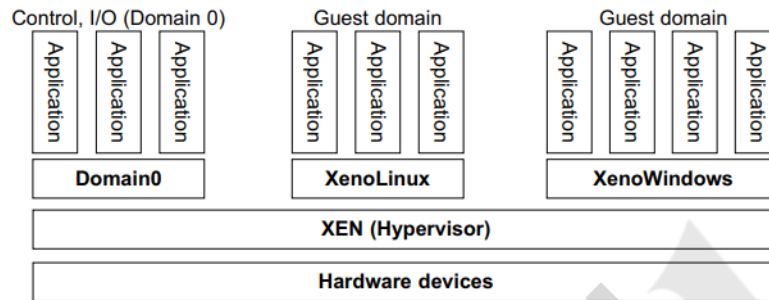 Control, I/O (Domain 0) Guest domain Guest domain
Application Application Application Application Application Application Application Application Application Application
Domain0 XenoLinux XenoWindows
XEN (Hypervisor)
Hardware devices